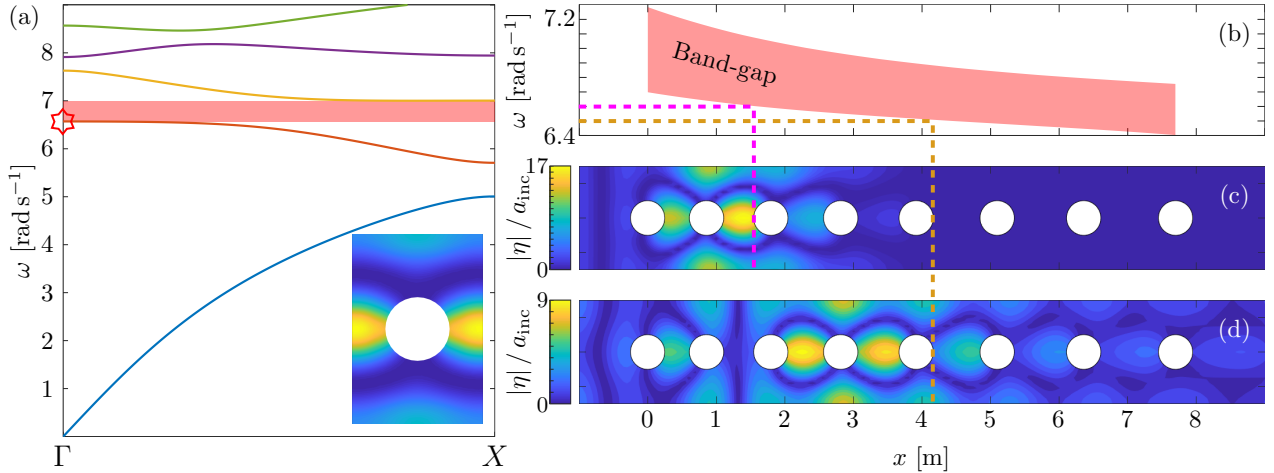 (a)
ω [rad s⁻¹]
8
7
6
5
4
3
2
1
Γ
X
(b)
ω [rad s⁻¹]
7.2
6.4
Band-gap
(c)
|η| / a_inc
17
0
(d)
|η| / a_inc
9
0
0 1 2 3 4 5 6 7 8
x [m]